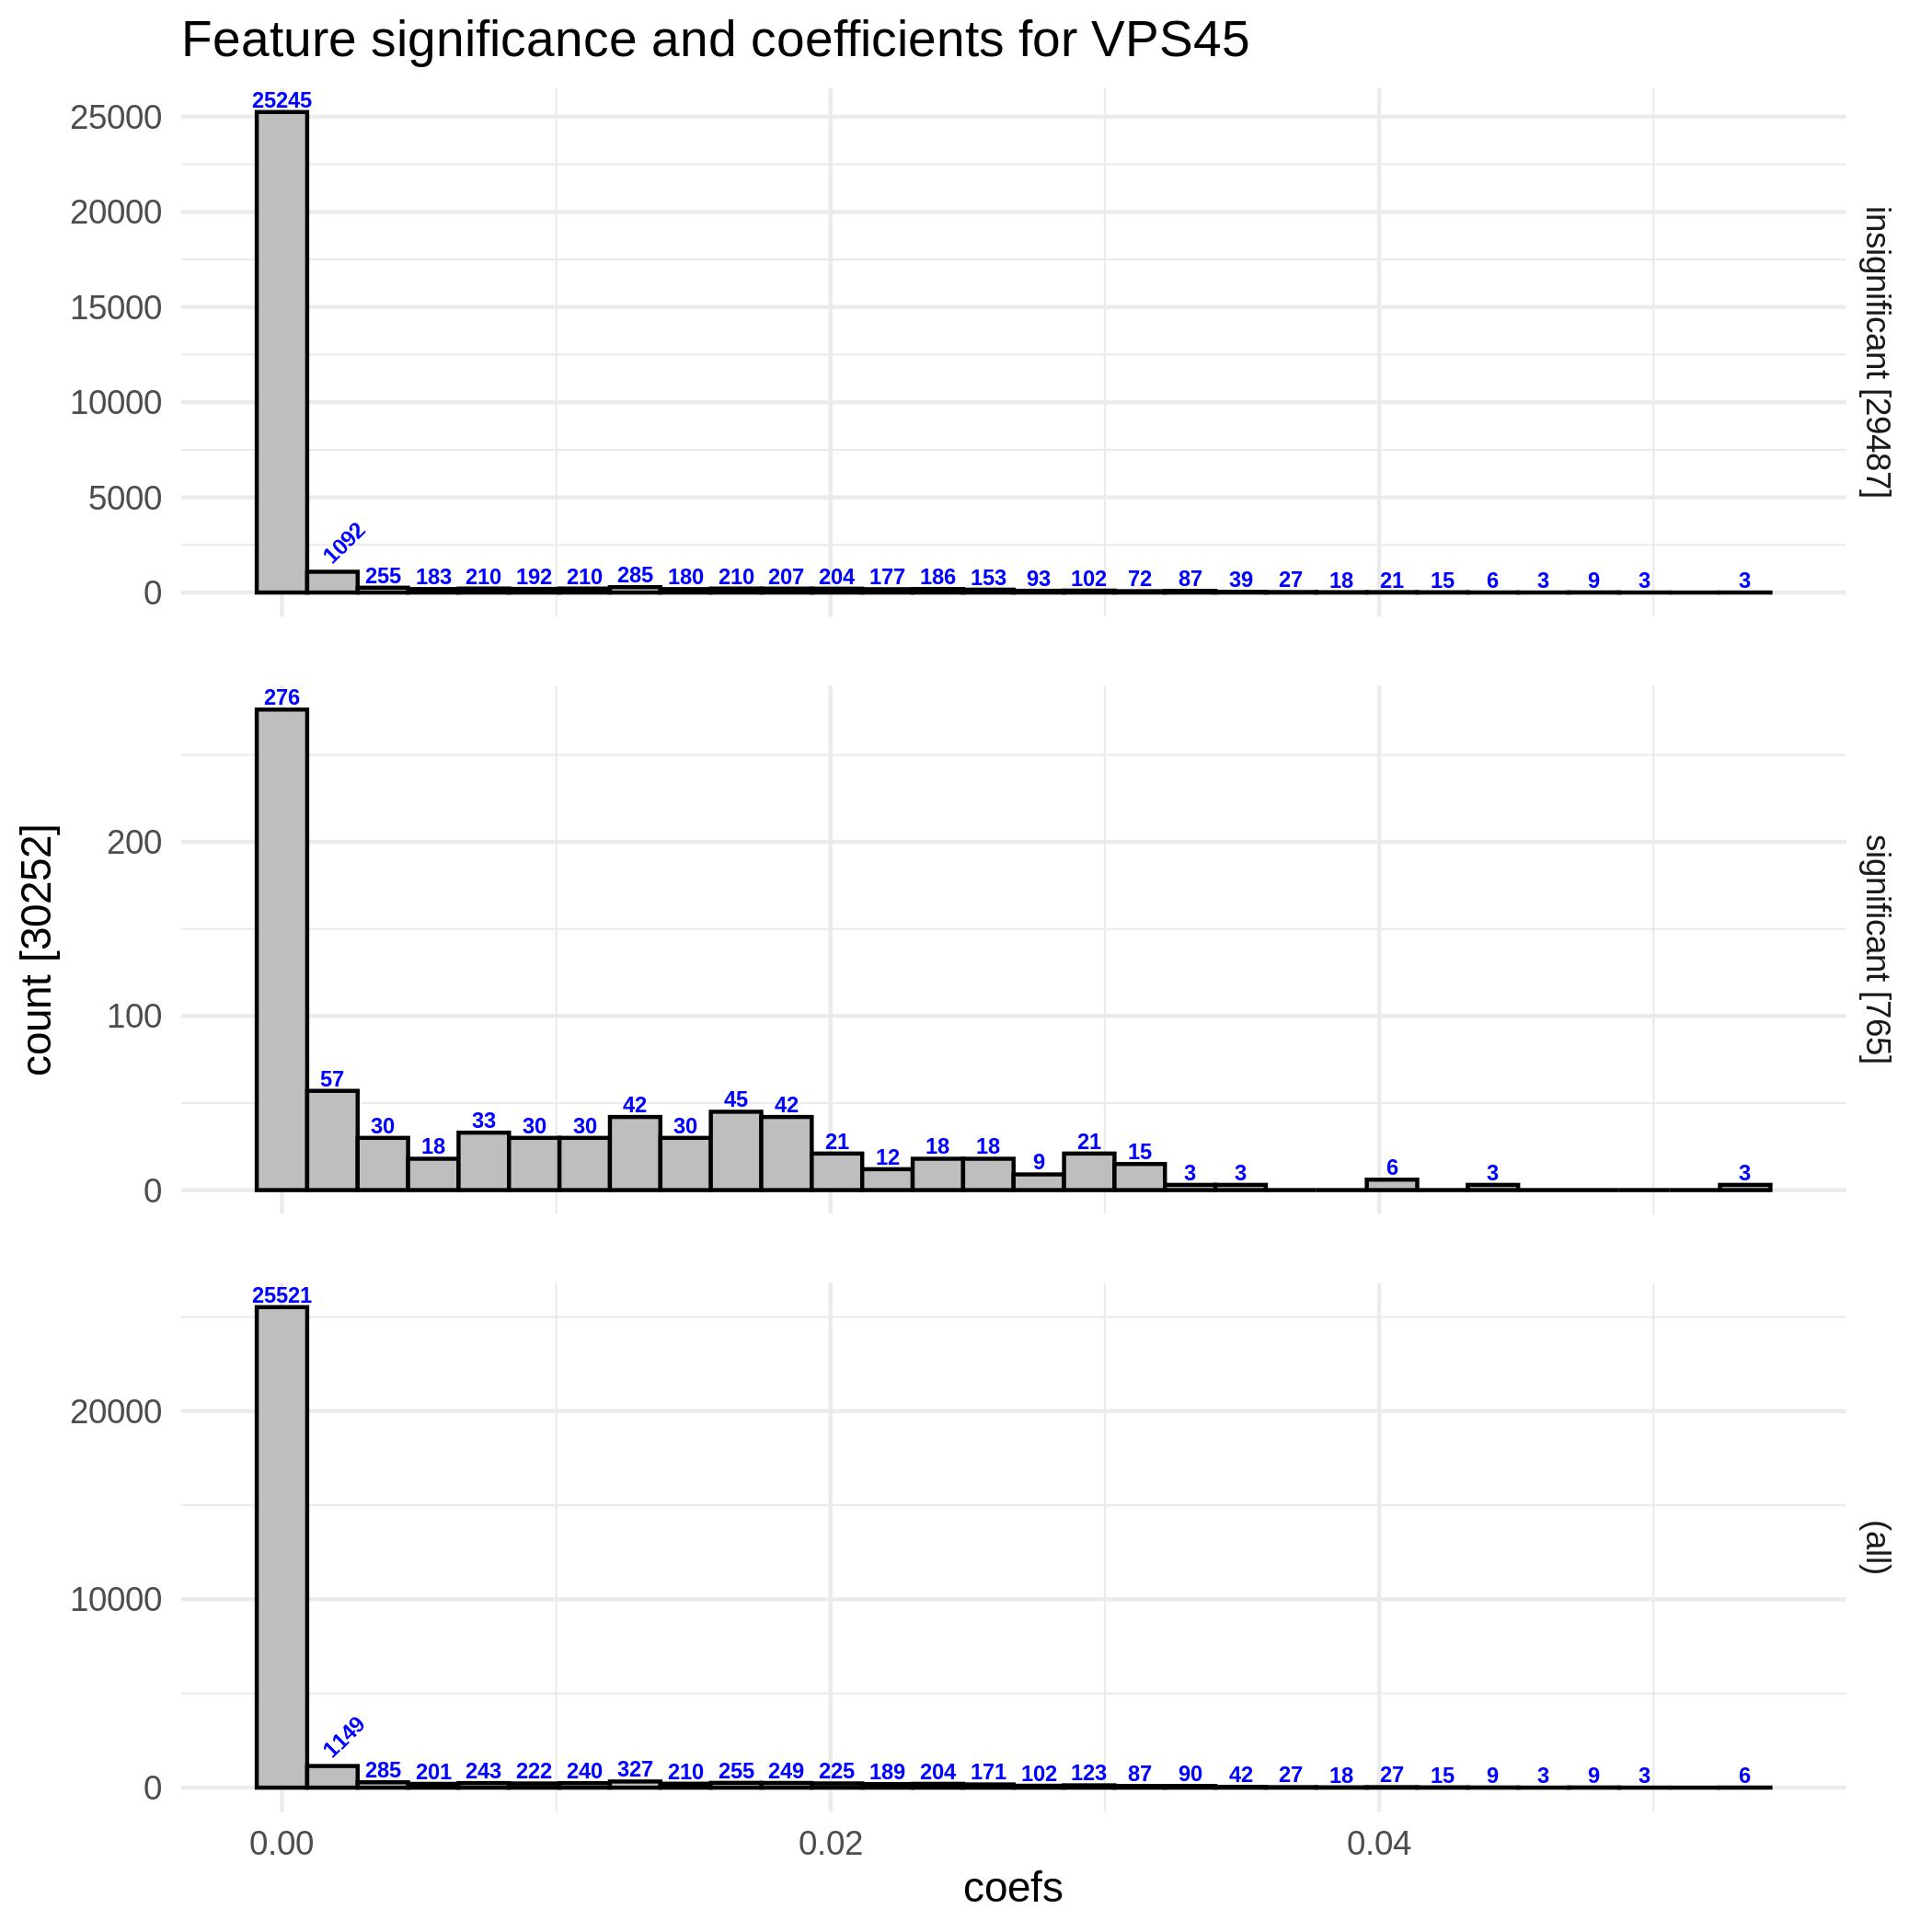 Feature significance and coefficients for VPS45
25245
25000
20000
15000
10000
5000
0
1092
255 183 210 192 210 285 180 210 207 204 177 186 153 93 102 72 87 39 27 18 21 15 6 3 9 3 3
insignificant [29487]
276
200
100
0
57 30 18 33 30 30 42 30 45 42 21 12 18 18 9 21 15 3 3 6 3 3
significant [765]
count [30252]
25521
20000
10000
0
1149
285 201 243 222 240 327 210 255 249 225 189 204 171 102 123 87 90 42 27 18 27 15 9 3 9 3 6
(all)
0.00 0.02 0.04
coefs